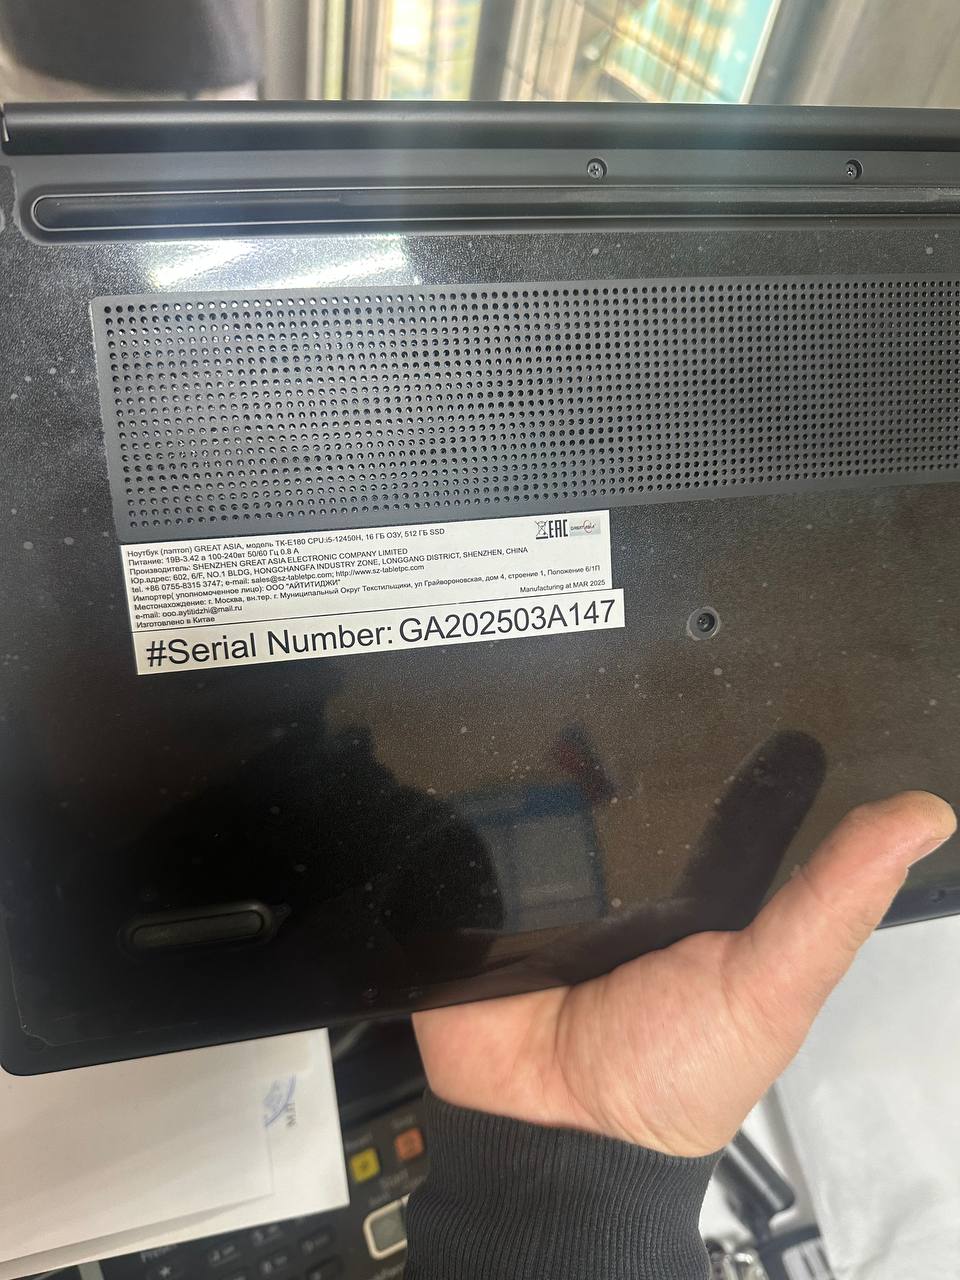 Ноутбук (лаптоп) GREAT ASIA, модель TK-E180 CPU:i5-12450H, 16 ГБ ОЗУ, 512 ГБ SSD
Питание: 19В-3.42 а 100-240вт 50/60 Гц 0.8 А
Производитель: SHENZHEN GREAT ASIA ELECTRONIC COMPANY LIMITED
Юр.адрес: 602, 6/F, NO.1 BLDG, HONGCHANGFA INDUSTRY ZONE, LONGGANG DISTRICT, SHENZHEN, CHINA
tel. +86 0755-8315 3747; e-mail: sales@sz-tabletpc.com; http://www.sz-tabletpc.com
Импортер( уполномоченное лицо): ООО "АЙТИТИДЖИ"
Местонахождение: г. Москва, вн.тер. г. Муниципальный Округ Текстильщики, ул Грайвороновская, дом 4, строение 1, Положение 6/1П
e-mail: ooo.aytitidzhi@mail.ru
Изготовлено в Китае
Manufacturing at MAR 2025
EAC
GREAT ASIA
#Serial Number: GA202503A147
М.П